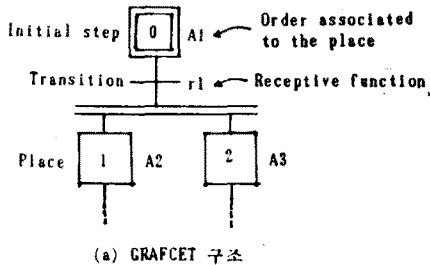 Order associated
to the place
Initial step 0 A1
Transition r1 Receptive function
Place 1 A2 2 A3
(a) GRAFCET 구조